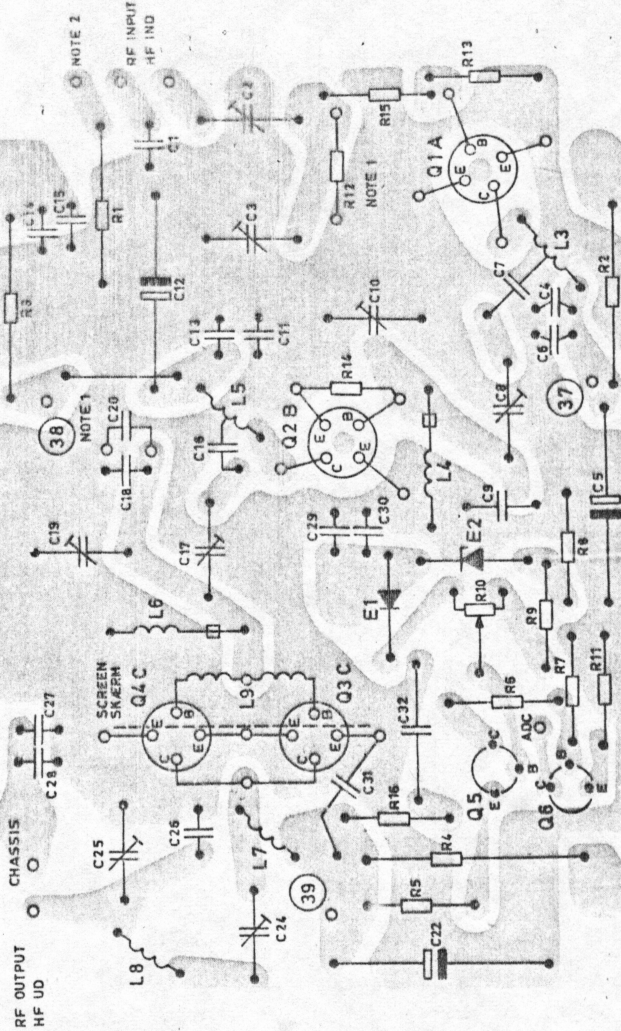 RF OUTPUT
HF UD
CHASSIS
C28
C27
C19
38
NOTE 1
R3
C14
C15
NOTE 2
RF INPUT
HF IND
C25
L8
C26
SCREEN
SKÆRM
Q4C
E
C
B
E
L6
C17
C18
C20
C16
L5
C12
R1
C1
C2
C24
L7
L9
Q3C
E
C
B
E
C13
C11
C3
39
C31
C29
C30
Q2B
E
C
B
E
R14
C10
R12
NOTE 1
R15
R13
C22
R5
R4
R16
C32
E1
E2
L4
C9
C8
Q1A
E
B
C
E
C7
L3
R10
R6
R9
Q5
C
E
B
ADC
R7
R8
C6
C4
37
R2
Q6
C
B
E
R11
C5